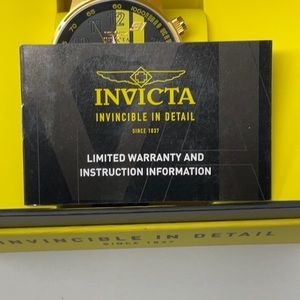 INVICTA
INVINCIBLE IN DETAIL
SINCE 1837
LIMITED WARRANTY AND
INSTRUCTION INFORMATION
INVINCIBLE IN DETAIL
SINCE 1837